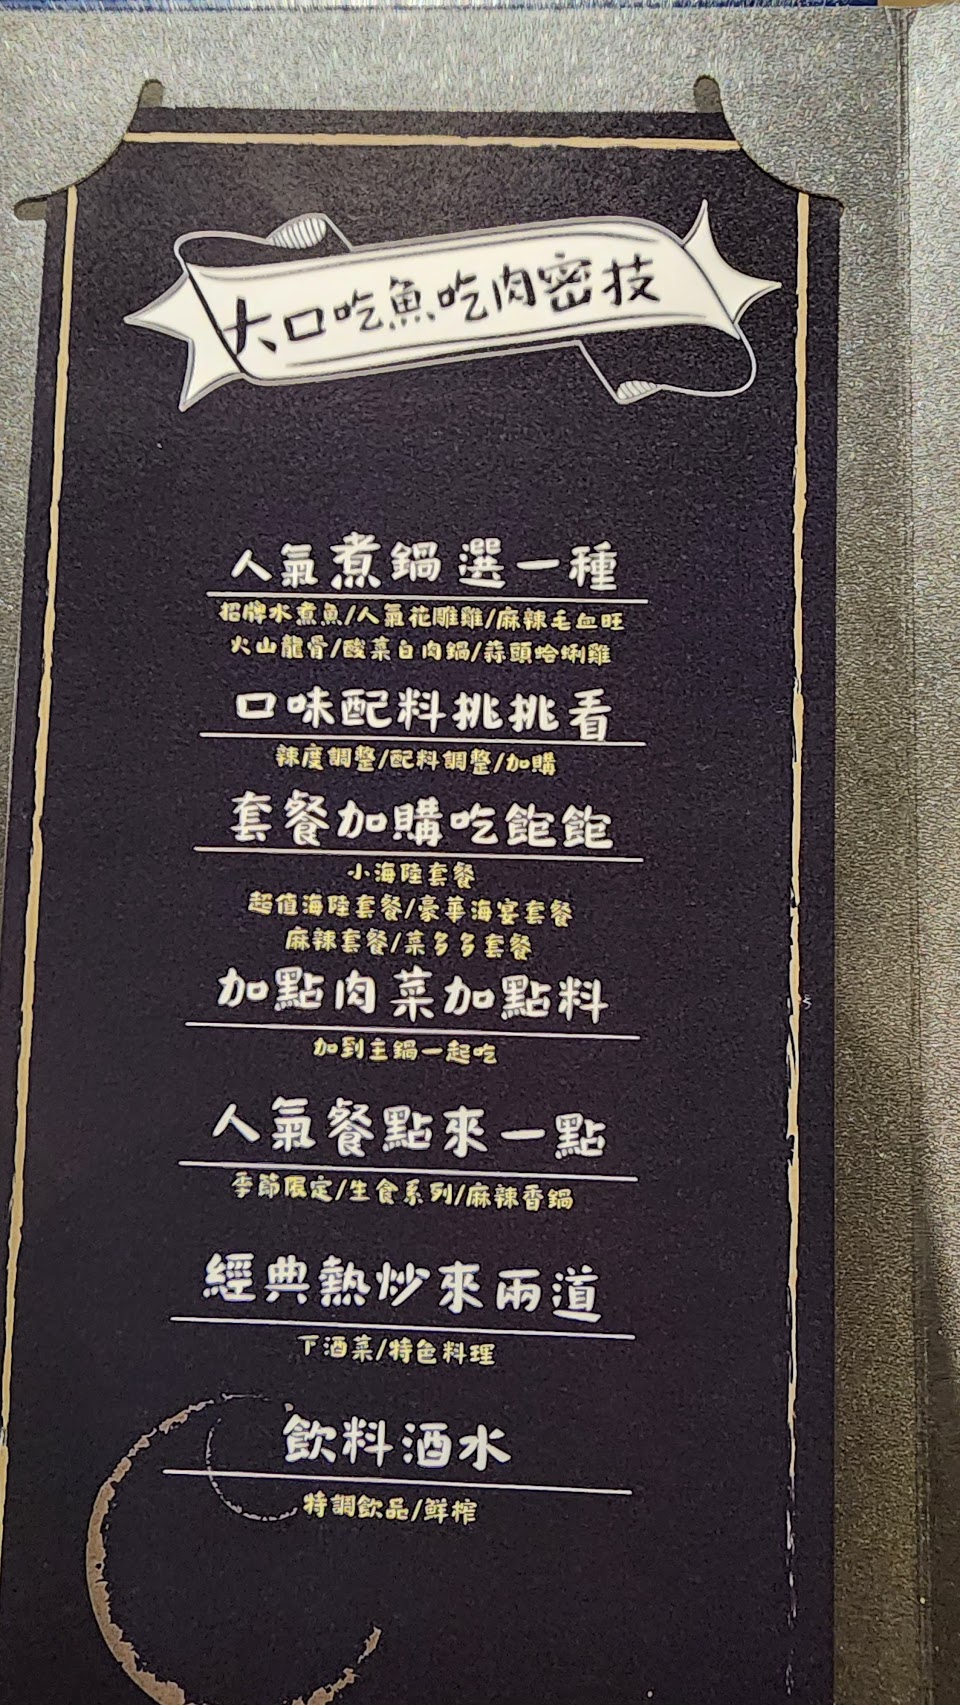 大口吃魚吃肉密技
人氣煮鍋選一種
招牌水煮魚/人氣花雕雞/麻辣毛血旺
火山龍骨/酸菜白肉鍋/蒜頭蛤蜊雞
口味配料挑挑看
辣度調整/配料調整/加購
套餐加購吃飽飽
小海陸套餐
超值海陸套餐/豪華海宴套餐
麻辣套餐/菜多多套餐
加點肉菜加點料
加到主鍋一起吃
人氣餐點來一點
季節限定/生食系列/麻辣香鍋
經典熱炒來兩道
下酒菜/特色料理
飲料酒水
特調飲品/鮮榨